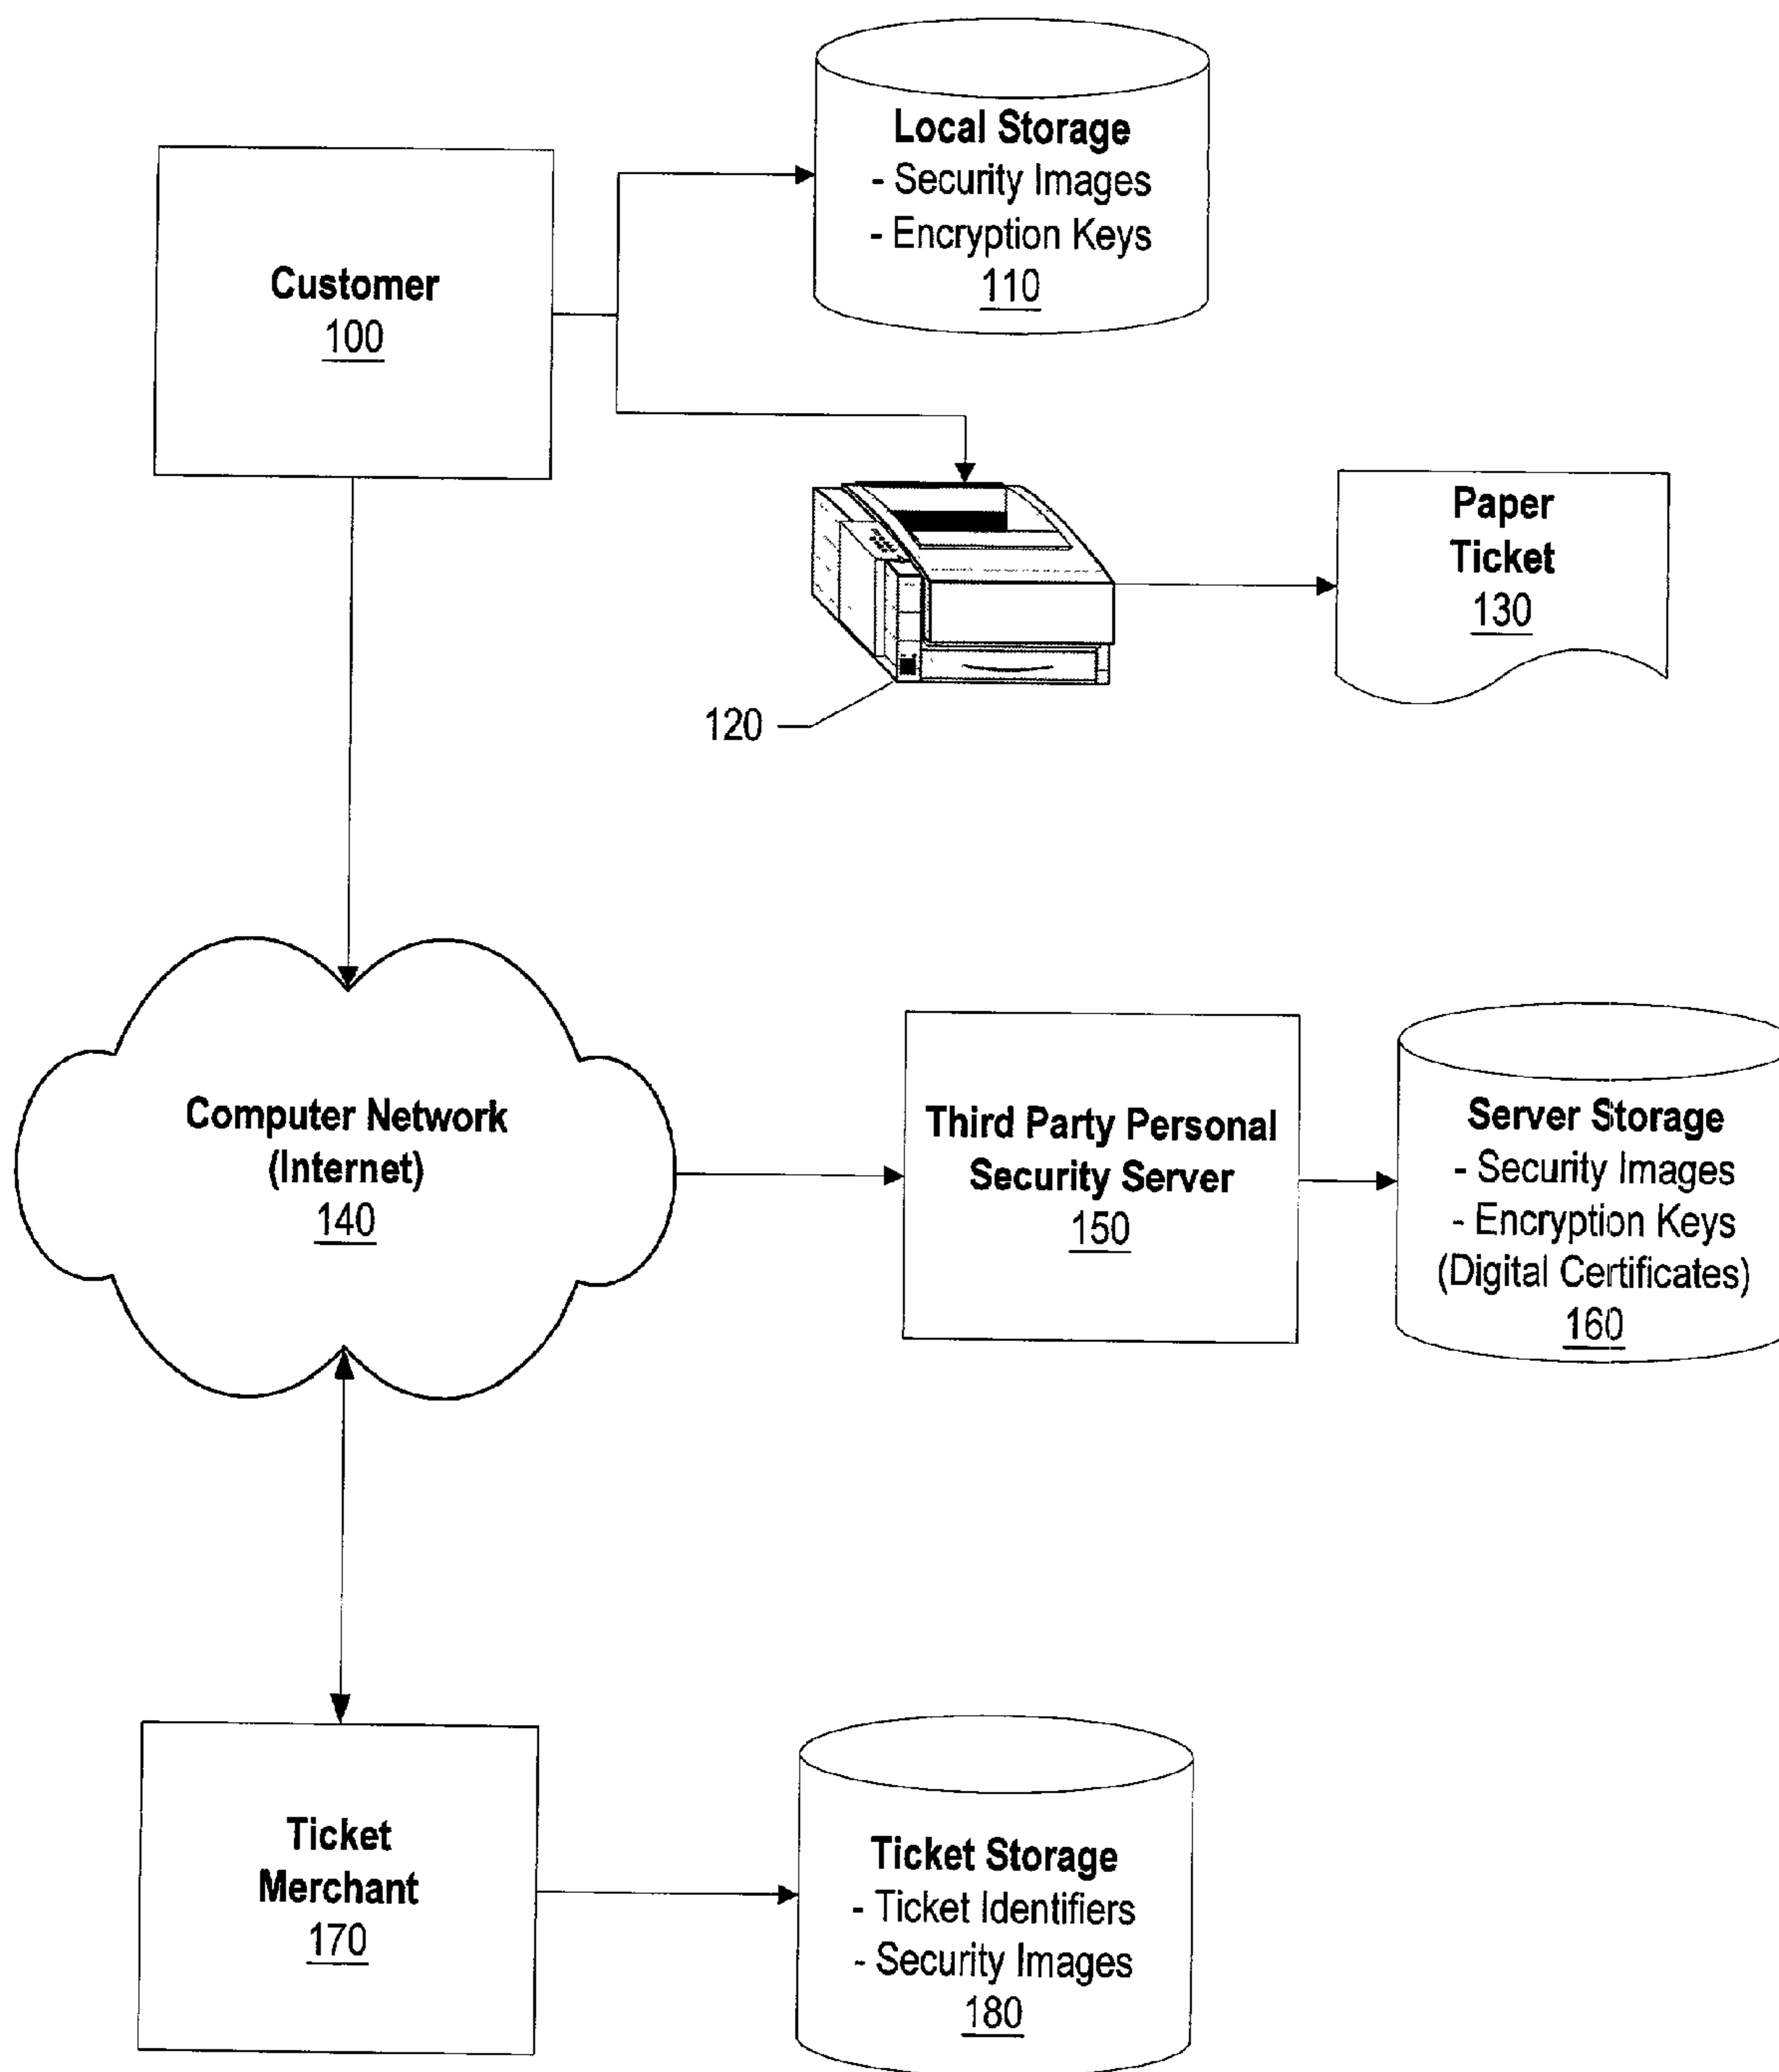 Local Storage
- Security Images
- Encryption Keys
110
Customer
100
Paper
Ticket
130
120
Computer Network
(Internet)
140
Third Party Personal
Security Server
150
Server Storage
- Security Images
- Encryption Keys
(Digital Certificates)
160
Ticket
Merchant
170
Ticket Storage
- Ticket Identifiers
- Security Images
180